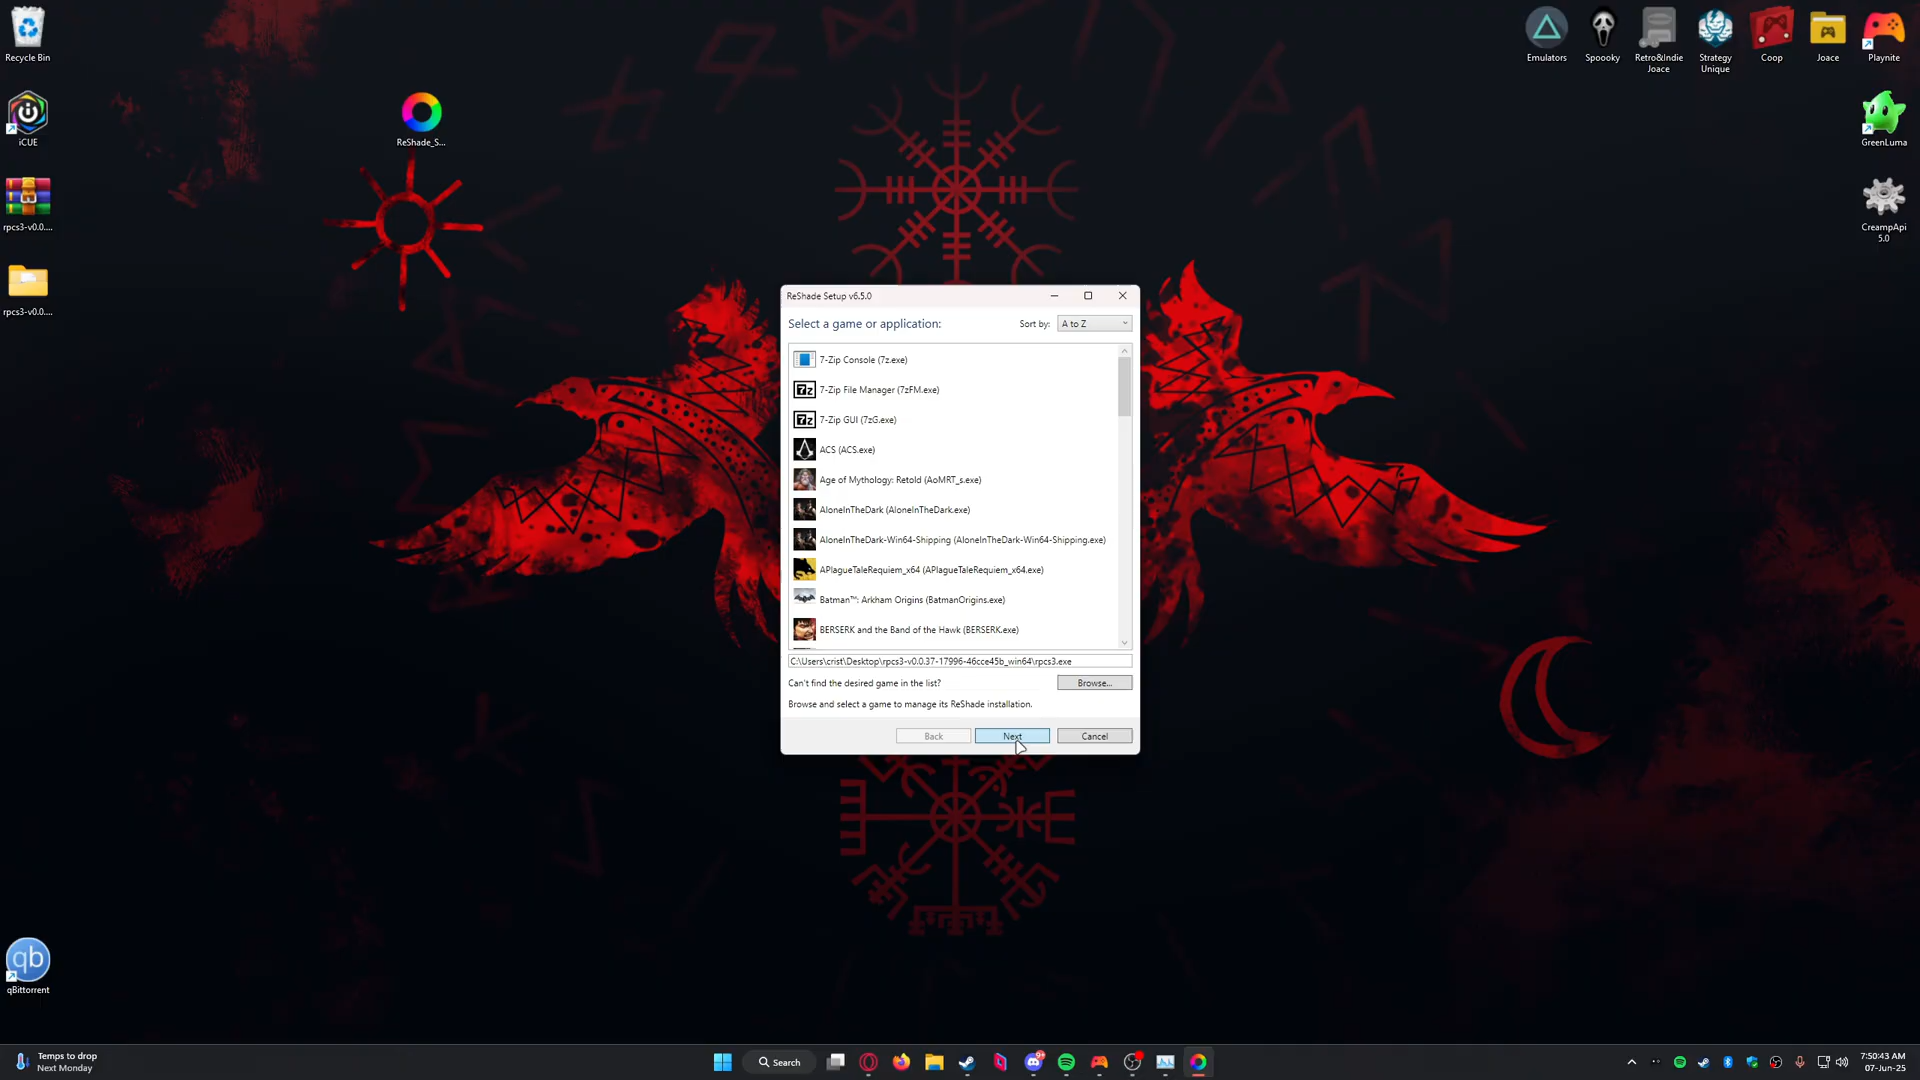 Recycle Bin
iCUE
rpcs3-v0.0....
rpcs3-v0.0....
qBittorrent
ReShade_S...
Emulators
Spoooky
Retro&Indie
Joace
Strategy
Unique
Coop
Joace
Playnite
GreenLuma
CreampApi
5.0
ReShade Setup v6.5.0
Select a game or application:
Sort by:
A to Z
7-Zip Console (7z.exe)
7-Zip File Manager (7zFM.exe)
7-Zip GUI (7zG.exe)
ACS (ACS.exe)
Age of Mythology: Retold (AoMRT_s.exe)
AloneInTheDark (AloneInTheDark.exe)
AloneInTheDark-Win64-Shipping (AloneInTheDark-Win64-Shipping.exe)
APlagueTaleRequiem_x64 (APlagueTaleRequiem_x64.exe)
Batman™: Arkham Origins (BatmanOrigins.exe)
BERSERK and the Band of the Hawk (BERSERK.exe)
C:\Users\crist\Desktop\rpcs3-v0.0.37-17996-46cce45b_win64\rpcs3.exe
Can't find the desired game in the list?
Browse...
Browse and select a game to manage its ReShade installation.
Back
Next
Cancel
Temps to drop
Next Monday
Search
7:50:43 AM
07-Jun-25